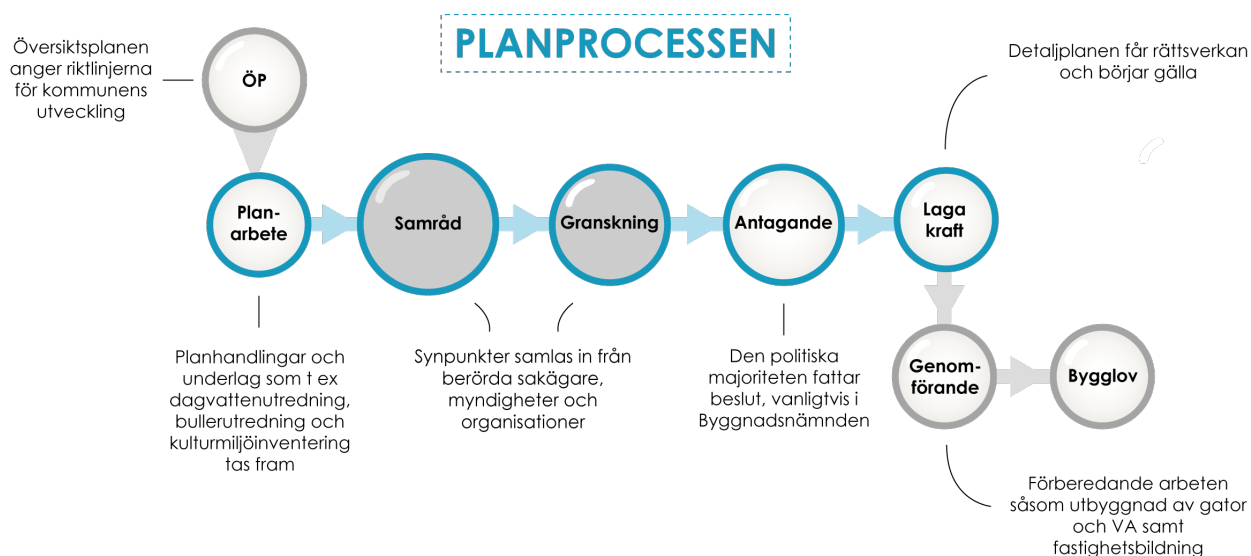 PLANPROCESSEN
Översiktsplanen
anger riktlinjerna
för kommunens
utveckling
ÖP
Detaljplanen får rättsverkan
och börjar gälla
Plan-
arbete
Samråd
Granskning
Antagande
Laga
kraft
Planhandlingar och
underlag som t ex
dagvattenutredning,
bullerutredning och
kulturmiljöinventering
tas fram
Synpunkter samlas in från
berörda sakägare,
myndigheter och
organisationer
Den politiska
majoriteten fattar
beslut, vanligtvis i
Byggnadsnämnden
Genom-
förande
Bygglov
Förberedande arbeten
såsom utbyggnad av gator
och VA samt
fastighetsbildning